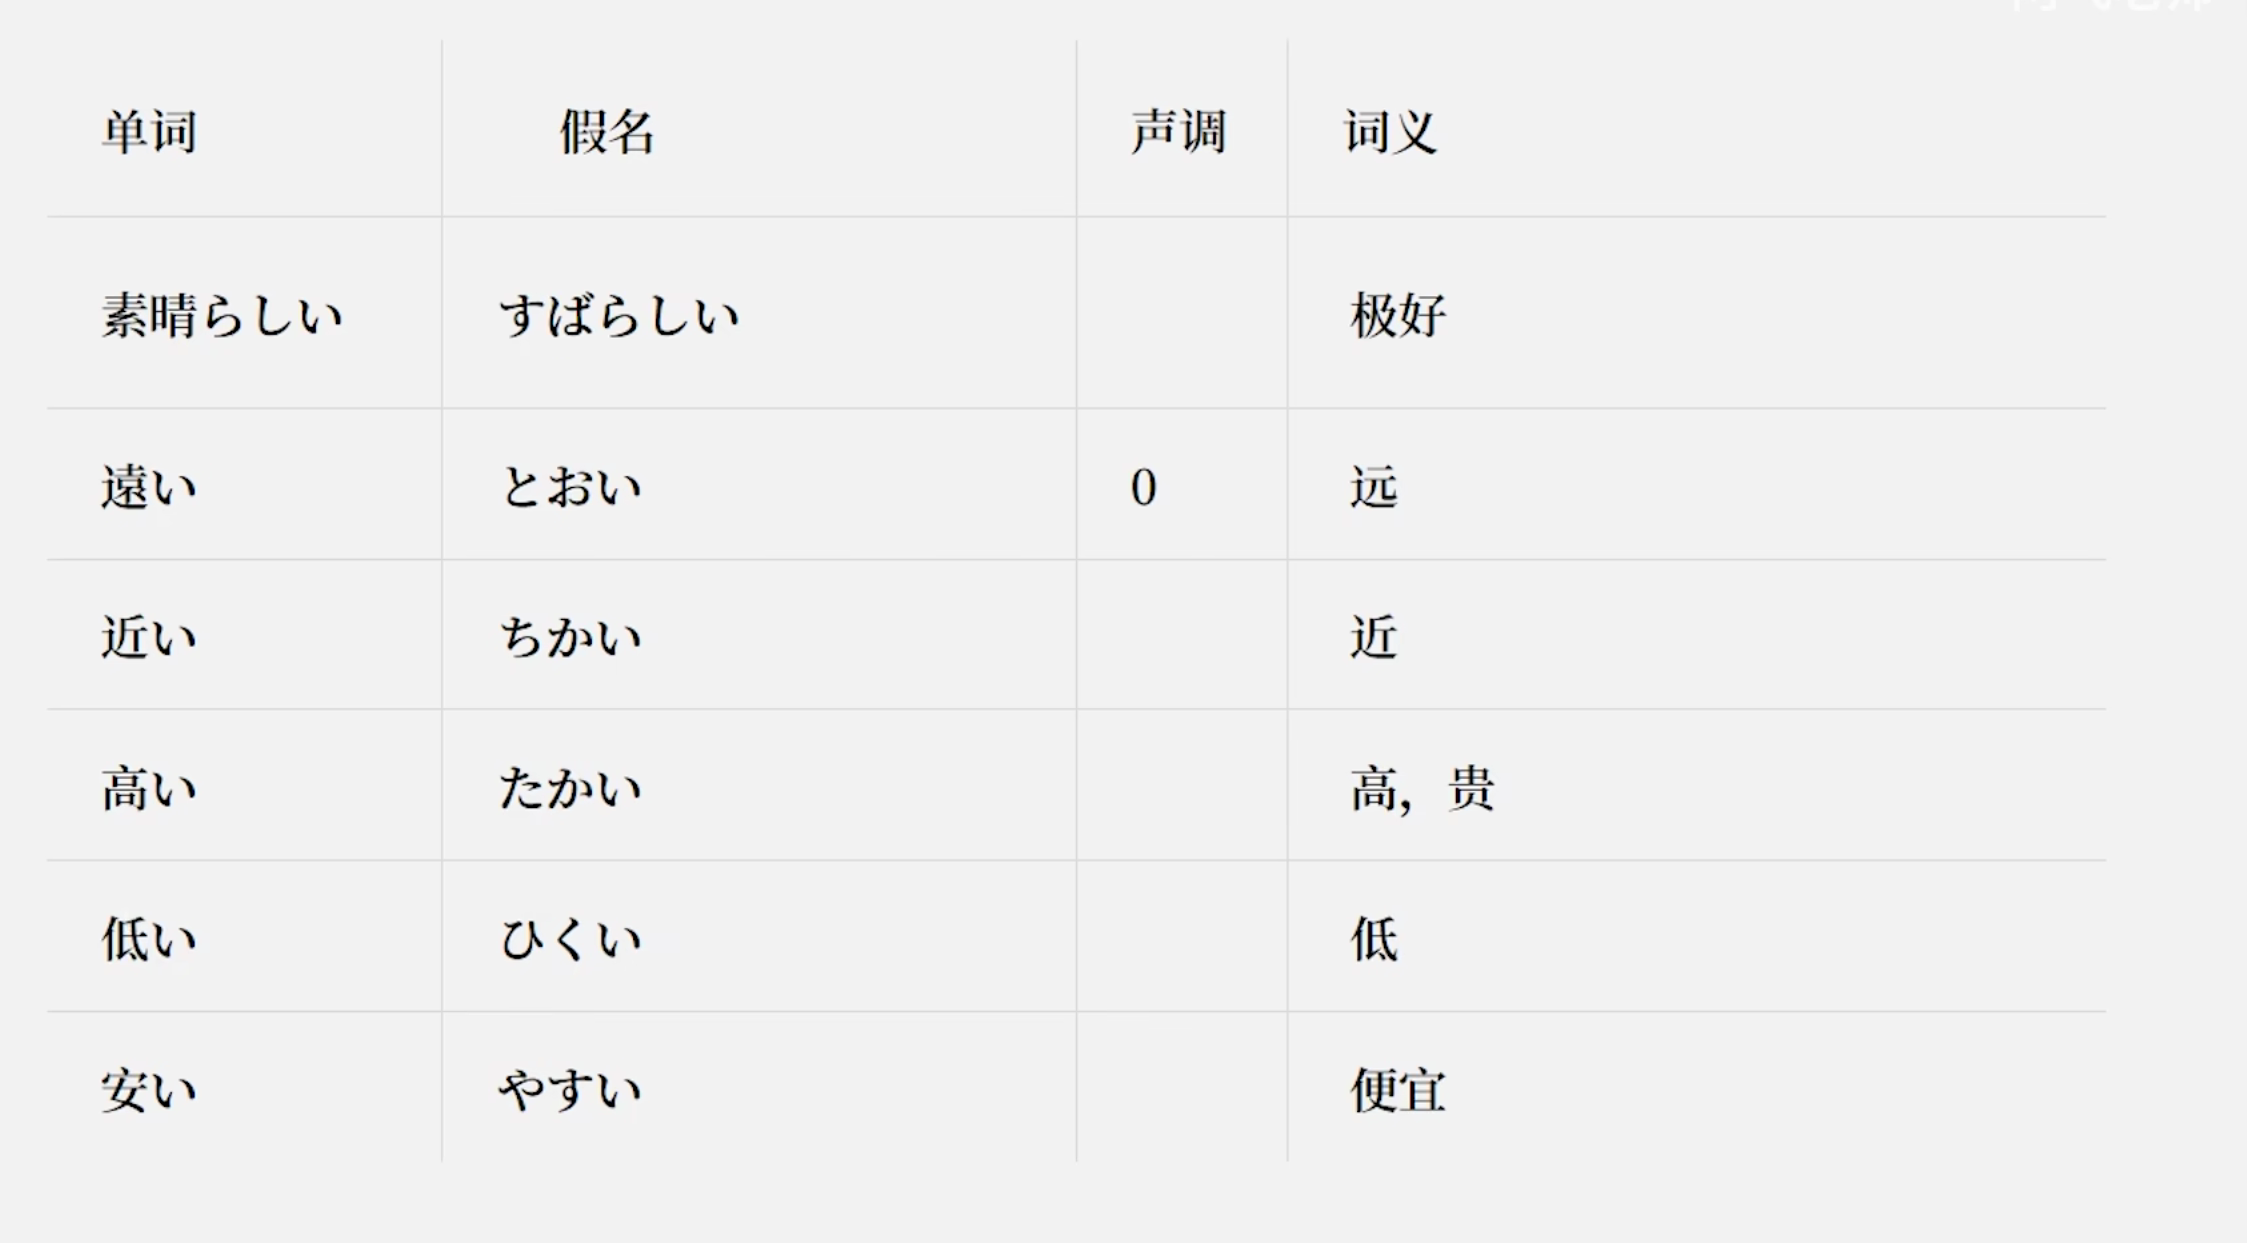 单词 假名 声调 词义
素晴らしい すばらしい 极好
遠い とおい 0 远
近い ちかい 近
高い たかい 高，贵
低い ひくい 低
安い やすい 便宜